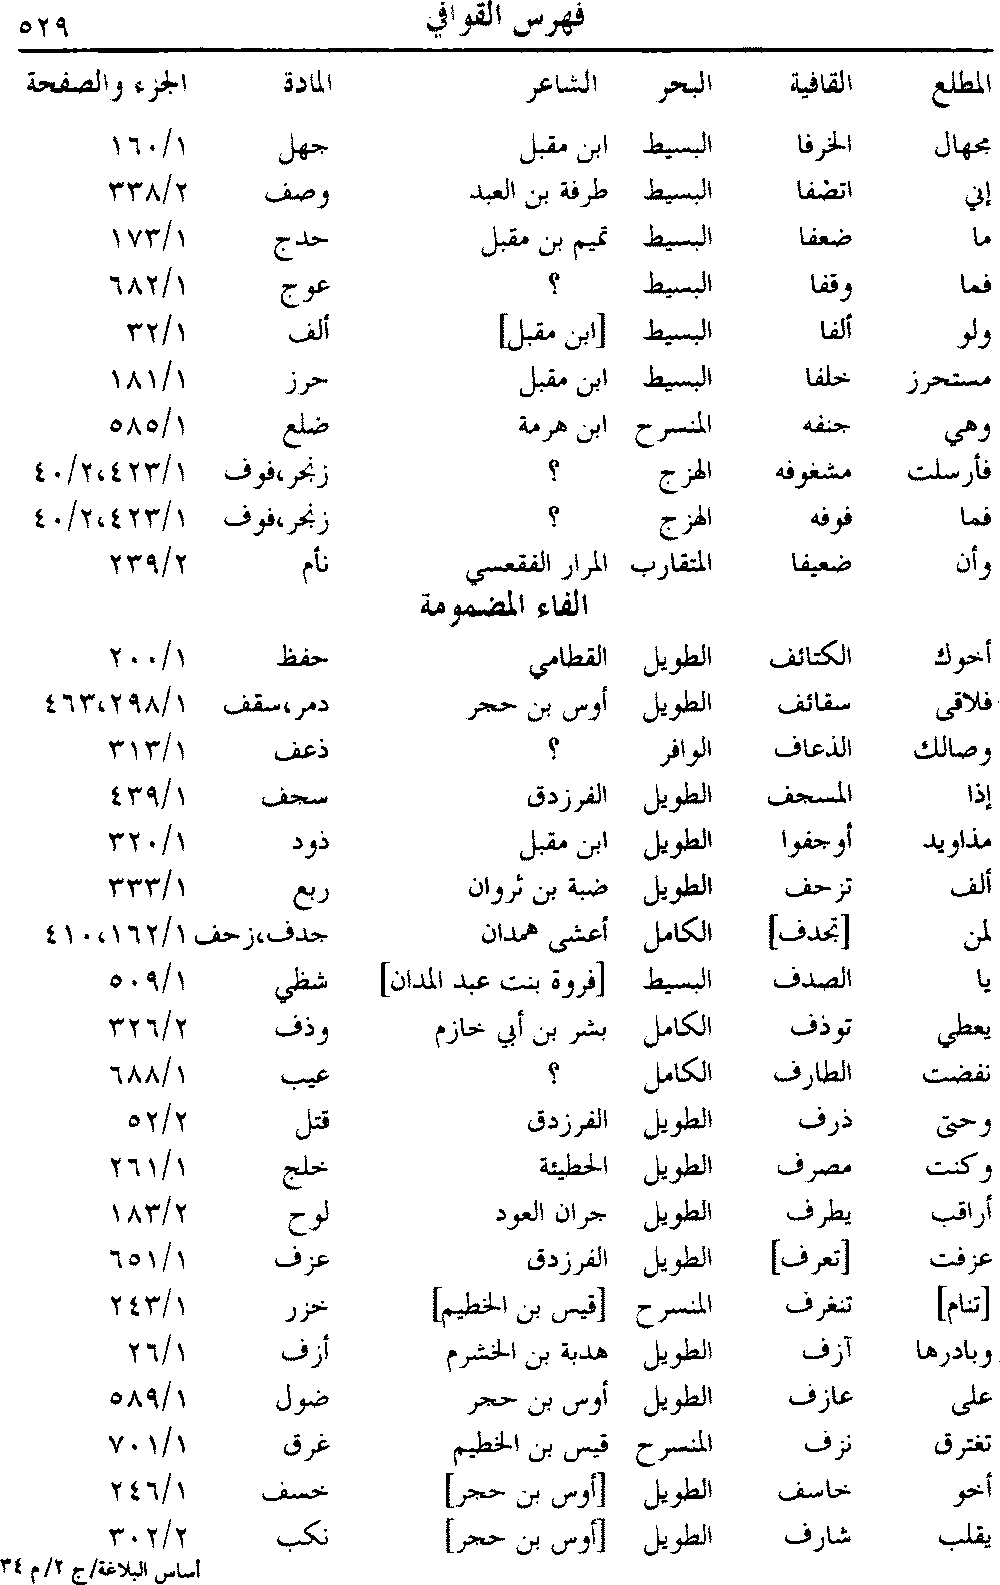 فهرس القوافي ٥٢٩
المطلع القافية البحر الشاعر المادة الجزء والصفحة
مجهال الخرفا البسيط ابن مقبل جهل ١/١٦٠
إني اتضفا البسيط طرفة بن العبد وصف ٢/٣٣٨
ما ضعفا البسيط تميم بن مقبل حدج ١/١٧٣
فما وقفا البسيط ؟ عوج ١/٦٨٢
ولو ألفا البسيط [ابن مقبل] ألف ١/٣٢
مستحرز خلفا البسيط ابن مقبل حرز ١/١٨١
وهي جنفه المنسرح ابن هرمة ضلع ١/٥٨٥
فأرسلت مشغوفه الهزج ؟ زنجر،فوف ١/٤٢٣،٢/٤٠
فما فوفه الهزج ؟ زنجر،فوف ١/٤٢٣،٢/٤٠
وأن ضعيفا المتقارب المرار الفقعسي نأم ٢/٢٣٩
الفاء المضمومة
أخوك الكتائف الطويل القطامي حفظ ١/٢٠٠
فلاقى سقائف الطويل أوس بن حجر دمر،سقف ١/٢٩٨،٤٦٣
وصالك الذعاف الوافر ؟ ذعف ١/٣١٣
إذا المسجف الطويل الفرزدق سجف ١/٤٣٩
مذاويد أوجفوا الطويل ابن مقبل ذود ١/٣٢٠
ألف تزحف الطويل ضبة بن ثروان ربع ١/٣٣٣
لمن [تجدف] الكامل أعشى همدان جدف،زحف ١/١٦٢،٤١٠
يا الصدف البسيط [فروة بنت عبد المدان] شظي ١/٥٠٩
يعطي توذف الكامل بشر بن أبي خازم وذف ٢/٣٢٦
نفضت الطارف الكامل ؟ عيب ١/٦٨٨
وحتى ذرف الطويل الفرزدق قتل ٢/٥٢
وكنت مصرف الطويل الحطيئة خلج ١/٢٦١
أراقب يطرف الطويل جران العود لوح ٢/١٨٣
عزفت [تعرف] الطويل الفرزدق عزف ١/٦٥١
[تنام] تنغرف المنسرح [قيس بن الخطيم] خزر ١/٢٤٣
وبادرها آزف الطويل هدبة بن الخشرم أزف ١/٢٦
على عازف الطويل أوس بن حجر ضول ١/٥٨٩
تغترق نزف المنسرح قيس بن الخطيم غرق ١/٧٠١
أخو خاسف الطويل [أوس بن حجر] خسف ١/٢٤٦
يقلب شارف الطويل [أوس بن حجر] نكب ٢/٣٠٢
أساس البلاغة/ج ٢/م ٣٤